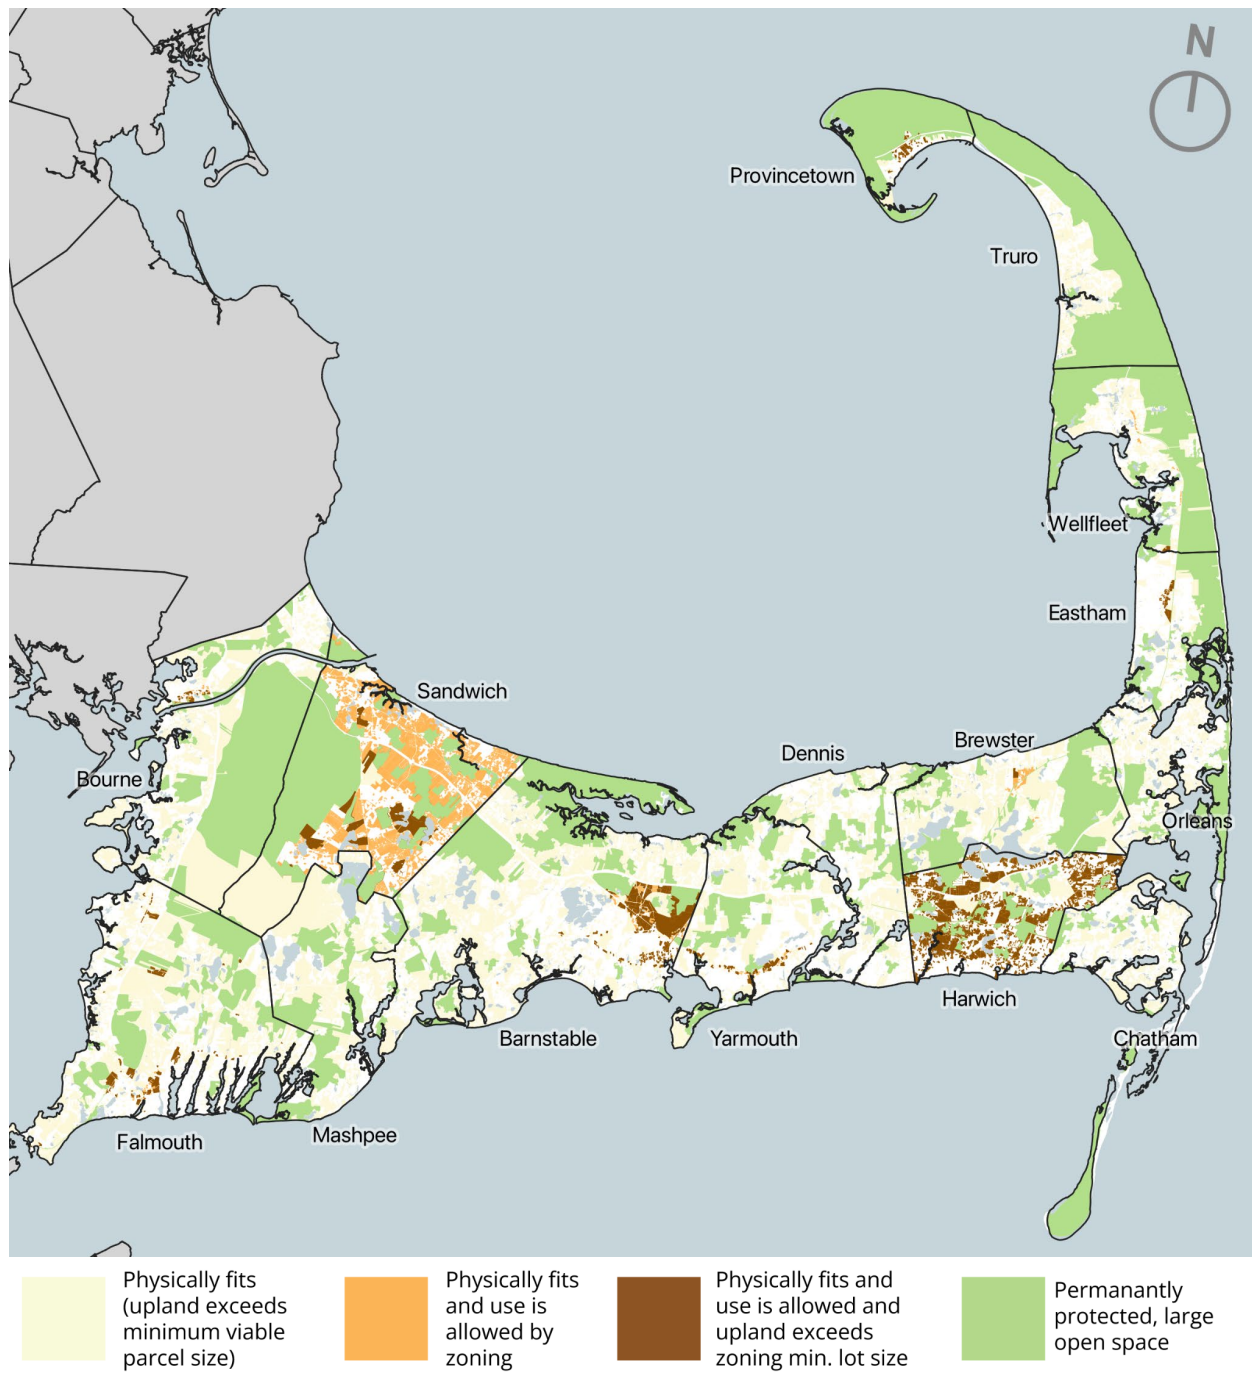 N
Provincetown
Truro
Wellfleet
Eastham
Sandwich
Brewster
Dennis
Bourne
Orleans
Harwich
Barnstable
Yarmouth
Chatham
Falmouth
Mashpee
Physically fits
(upland exceeds
minimum viable
parcel size)
Physically fits
and use is
allowed by
zoning
Physically fits and
use is allowed and
upland exceeds
zoning min. lot size
Permanantly
protected, large
open space